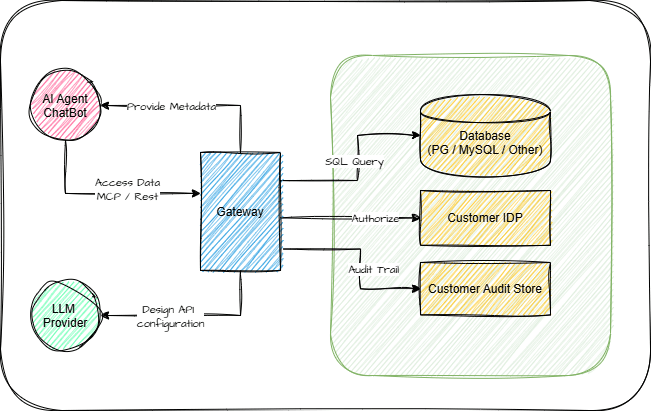 AI Agent
ChatBot
Provide Metadata
Access Data
MCP / Rest
Gateway
LLM
Provider
Design API
configuration
SQL Query
Database
(PG / MySQL / Other)
Authorize
Customer IDP
Audit Trail
Customer Audit Store